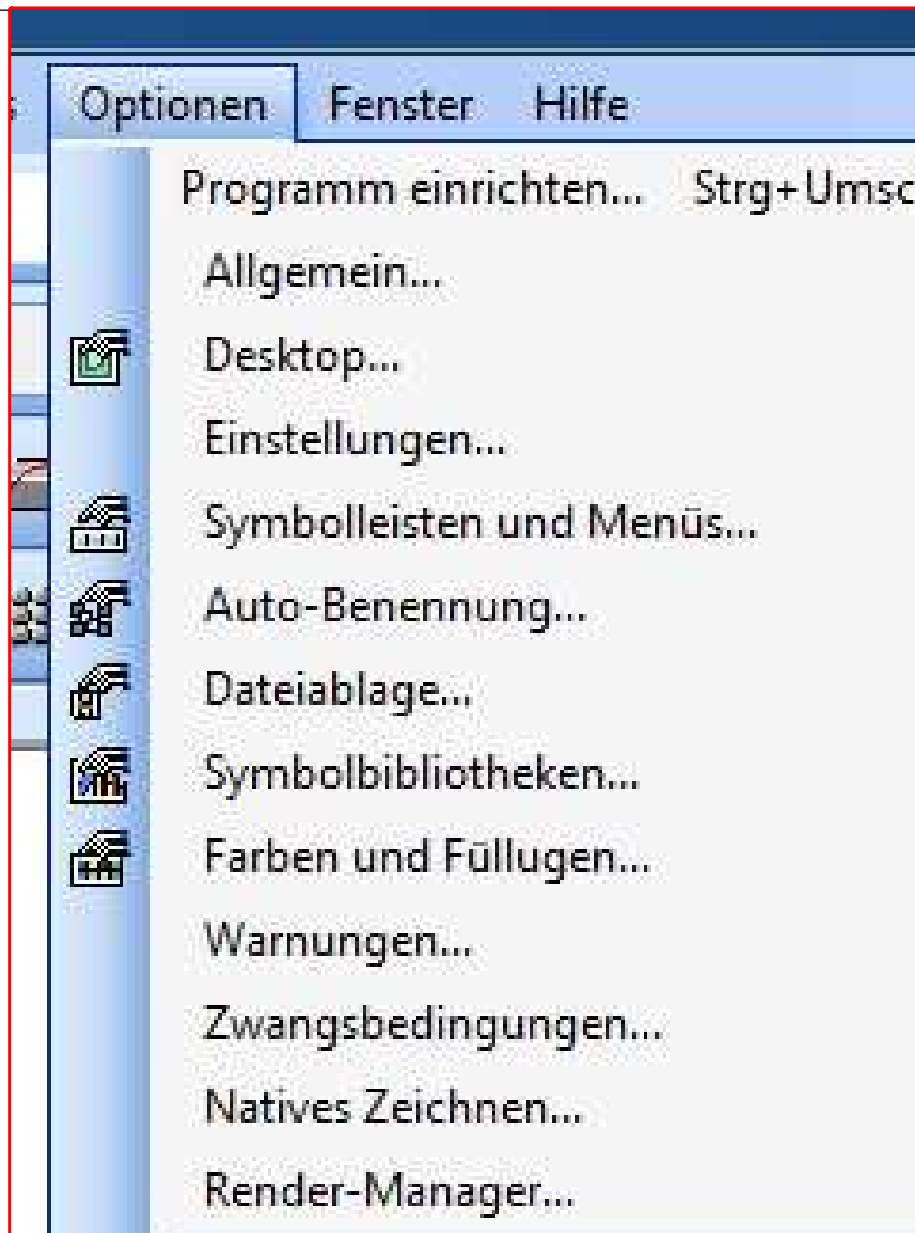 Optionen Fenster Hilfe
Programm einrichten... Strg+Umsc
Allgemein...
Desktop...
Einstellungen...
Symbolleisten und Menüs...
Auto-Benennung...
Dateiablage...
Symbolbibliotheken...
Farben und Füllugen...
Warnungen...
Zwangsbedingungen...
Natives Zeichnen...
Render-Manager...